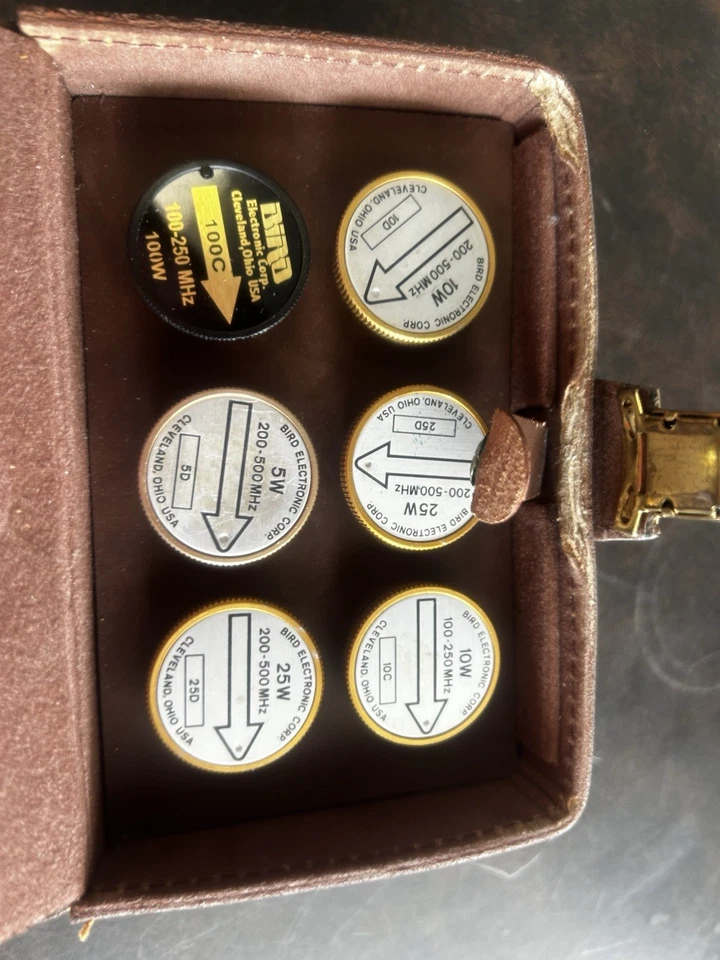 Bird
Electronic Corp.
Cleveland, Ohio USA
100C
100-250 MHz
100W
BIRD ELECTRONIC CORP.
10W
200-500MHz
10D
CLEVELAND, OHIO USA
BIRD ELECTRONIC CORP.
5W
200-500MHz
5D
CLEVELAND, OHIO USA
BIRD ELECTRONIC CORP.
25W
200-500MHz
25D
CLEVELAND, OHIO USA
BIRD ELECTRONIC CORP.
25W
200-500MHz
25D
CLEVELAND, OHIO USA
BIRD ELECTRONIC CORP.
10W
100-250MHz
10C
CLEVELAND, OHIO USA